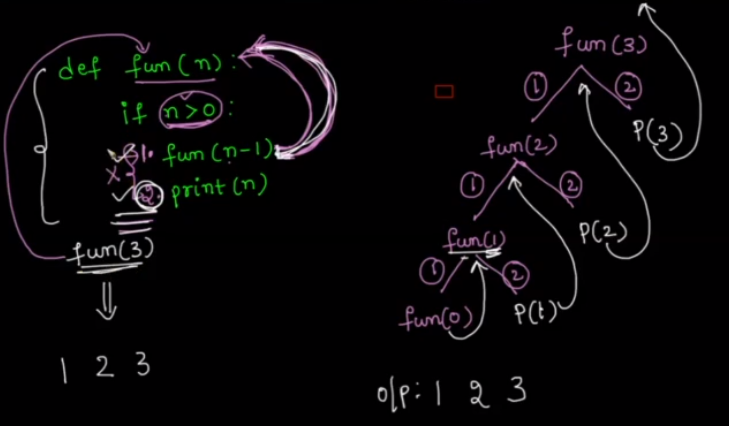 def fun(n):
if n>0:
1. fun(n-1)
2. print(n)
fun(3)
⇓
1 2 3
fun(3)
① ②
fun(2) P(3)
① ②
fun(1) P(2)
① ②
fun(0) P(1)
o/p: 1 2 3